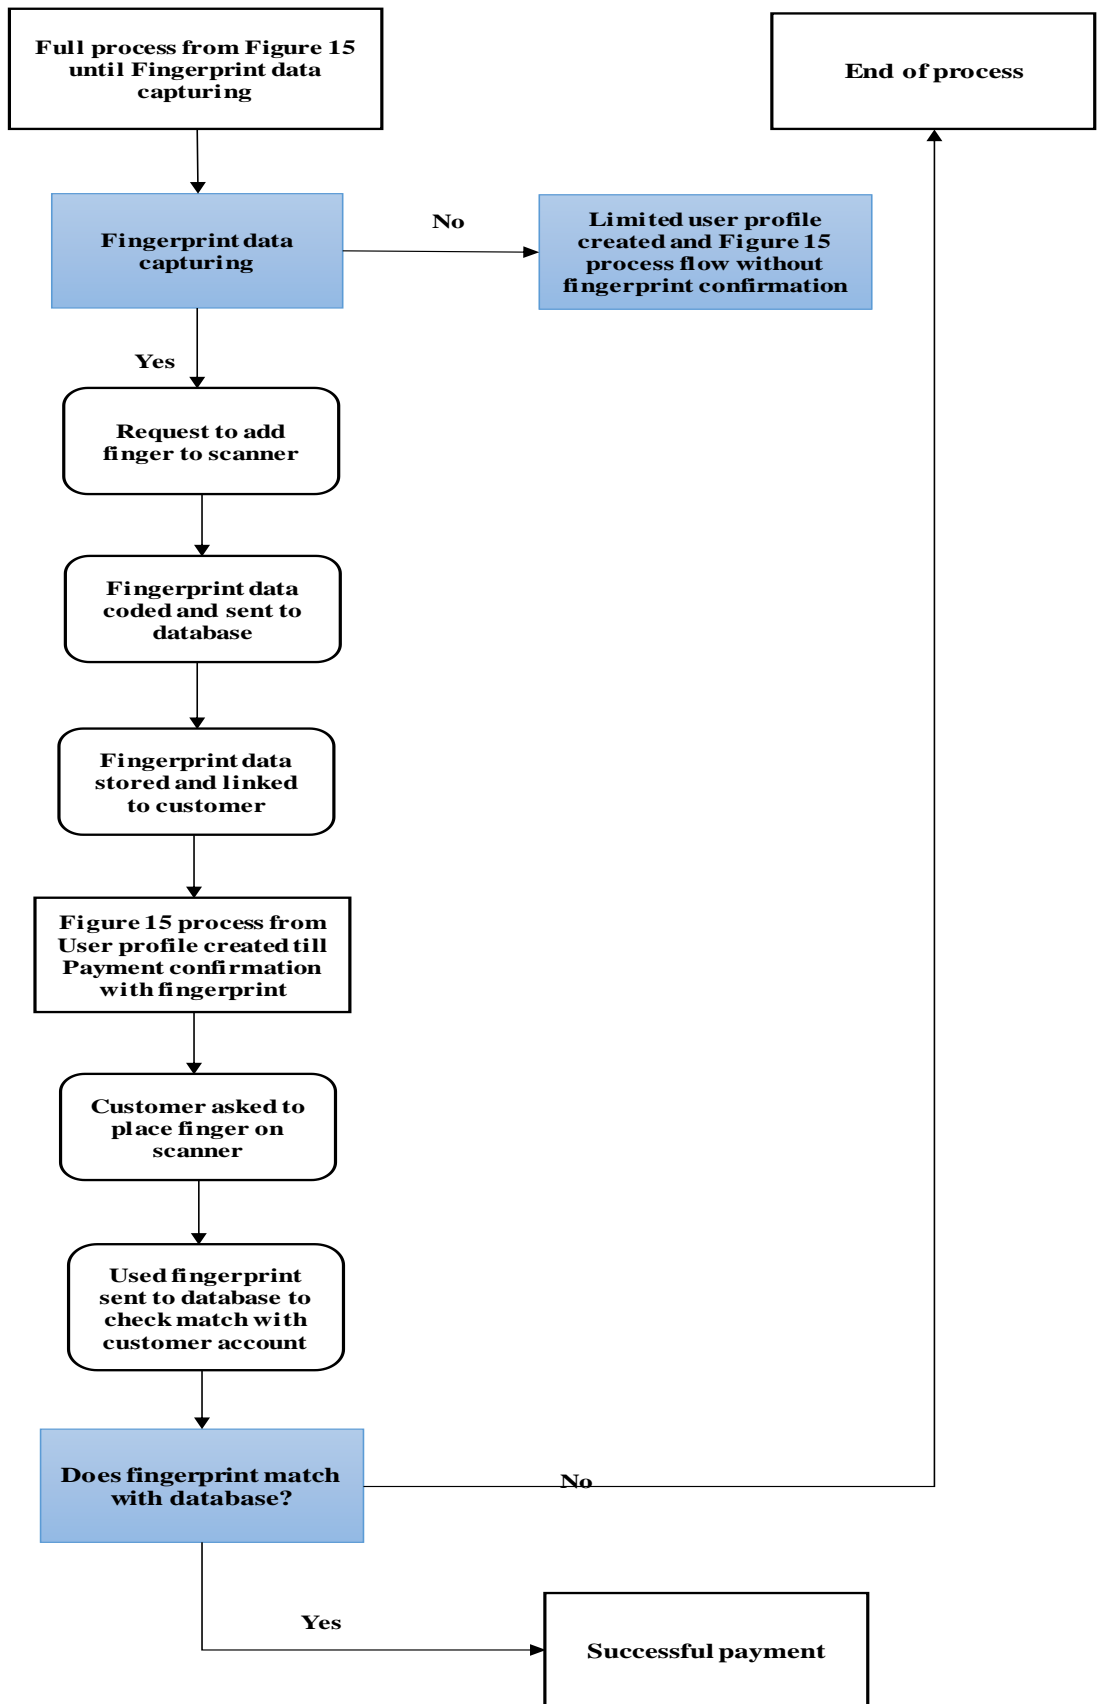 Full process from Figure 15
until Fingerprint data
capturing
End of process
Fingerprint data
capturing
No
Limited user profile
created and Figure 15
process flow without
fingerprint confirmation
Yes
Request to add
finger to scanner
Fingerprint data
coded and sent to
database
Fingerprint data
stored and linked
to customer
Figure 15 process from
User profile created till
Payment confirmation
with fingerprint
Customer asked to
place finger on
scanner
Used fingerprint
sent to database to
check match with
customer account
Does fingerprint match
with database?
No
Yes
Successful payment